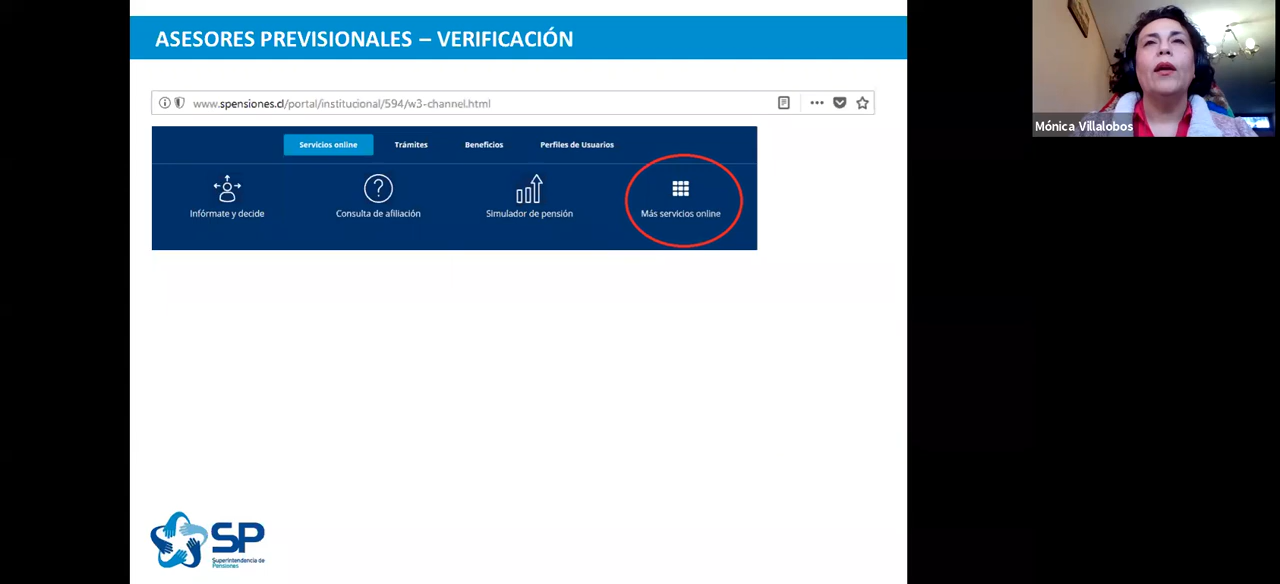 ASESORES PREVISIONALES – VERIFICACIÓN
www.spensiones.cl/portal/institucional/594/w3-channel.html
Servicios online
Trámites
Beneficios
Perfiles de Usuarios
Infórmate y decide
Consulta de afiliación
Simulador de pensión
Más servicios online
Mónica Villalobos
SP
Superintendencia de
Pensiones